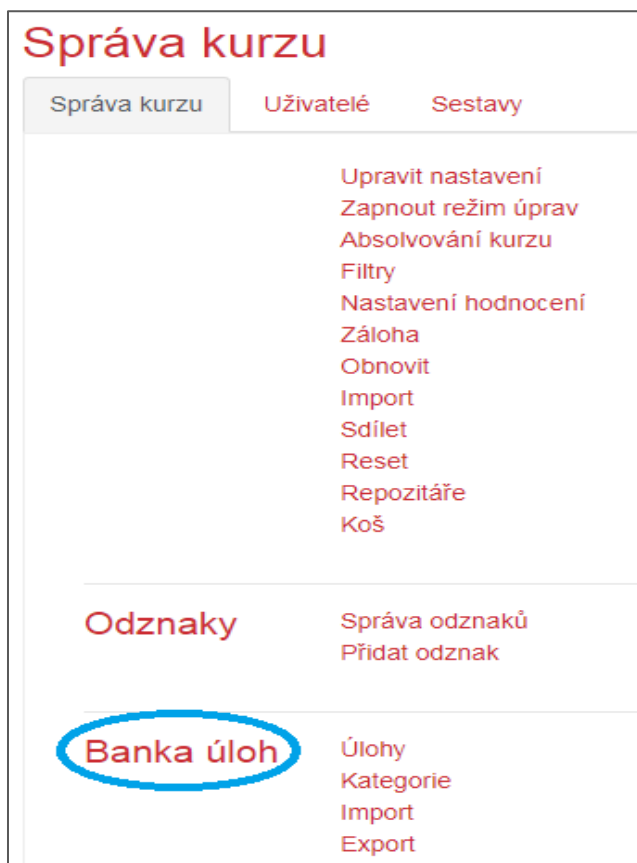 Správa kurzu
Správa kurzu Uživatelé Sestavy
Upravit nastavení
Zapnout režim úprav
Absolvování kurzu
Filtry
Nastavení hodnocení
Záloha
Obnovit
Import
Sdílet
Reset
Repozitáře
Koš
Odznaky Správa odznaků
Přidat odznak
Banka úloh Úlohy
Kategorie
Import
Export